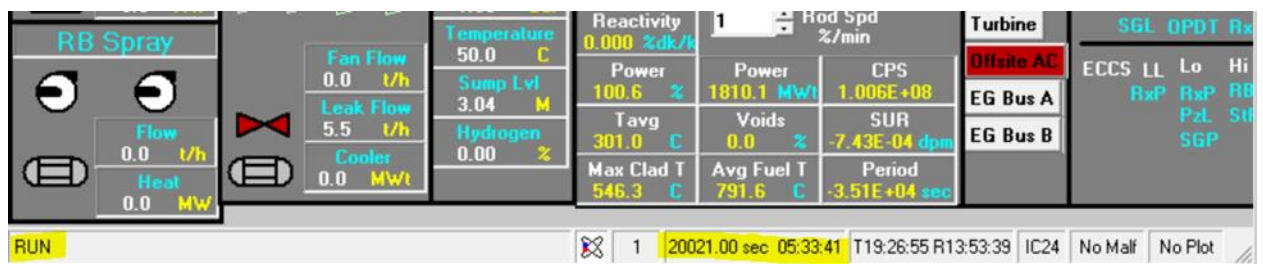 RB Spray
Flow
0.0 t/h
Heat
0.0 MW
Fan Flow
0.0 t/h
Leak Flow
5.5 t/h
Cooler
0.0 MWt
Temperature
50.0 C
Sump Lvl
3.04 M
Hydrogen
0.00 %
Reactivity
0.000 %dk/k
1 Rod Spd
%/min
Power
100.6 %
Power
1810.1 MWt
CPS
1.006E+08
Tavg
301.0 C
Voids
0.0 %
SUR
-7.43E-04 dpm
Max Clad T
546.3 C
Avg Fuel T
791.6 C
Period
-3.51E+04 sec
Turbine
Offsite AC
EG Bus A
EG Bus B
SGL OPDT Rx
ECCS LL Lo Hi
RxP RxP RB
PzL
SGP
RUN 1 20021.00 sec 05:33:41 T19:26:55 R13:53:39 IC24 No Malf No Plot